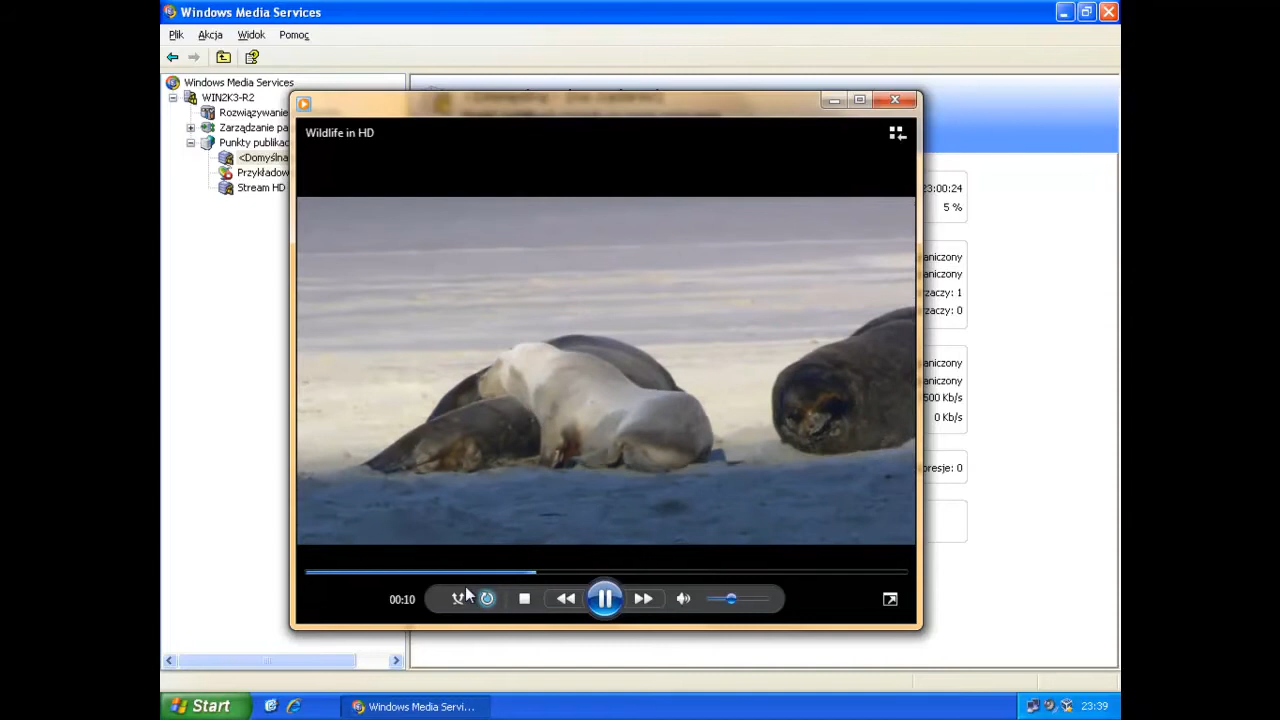 Windows Media Services
Plik Akcja Widok Pomoc
Windows Media Services
WIN2K3-R2
Rozwiązywanie
Zarządzanie pa
Punkty publikac
<Domyślna
Przykładow
Stream HD
Wildlife in HD
23:00:24
5 %
aniczony
aniczony
rzaczy: 1
rzaczy: 0
aniczony
aniczony
500 Kb/s
0 Kb/s
presje: 0
00:10
Start
Windows Media Servi...
23:39